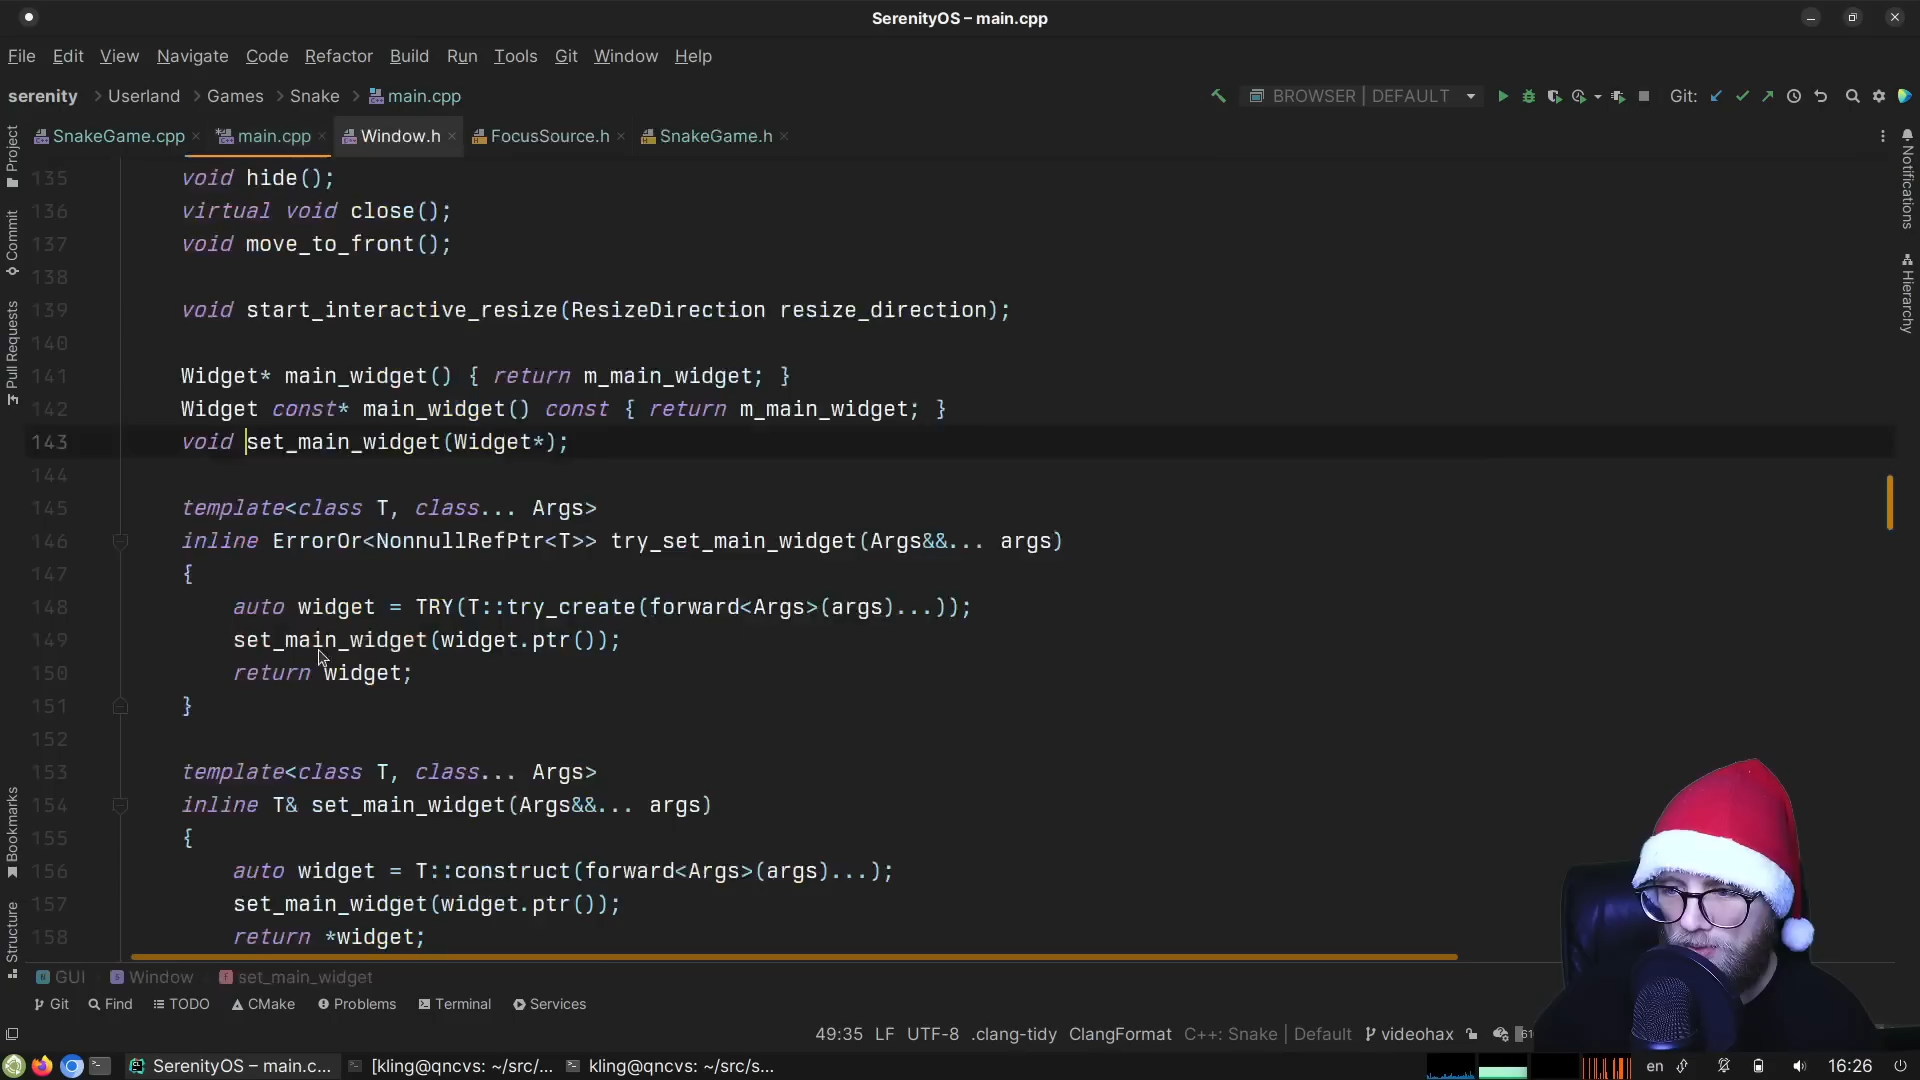 SerenityOS – main.cpp
File Edit View Navigate Code Refactor Build Run Tools Git Window Help
serenity Userland Games Snake main.cpp
BROWSER | DEFAULT
Git:
SnakeGame.cpp
main.cpp
Window.h
FocusSource.h
SnakeGame.h
Project
Commit
Pull Requests
Bookmarks
Structure
Notifications
Hierarchy
135 void hide();
136 virtual void close();
137 void move_to_front();
138
139 void start_interactive_resize(ResizeDirection resize_direction);
140
141 Widget* main_widget() { return m_main_widget; }
142 Widget const* main_widget() const { return m_main_widget; }
143 void set_main_widget(Widget*);
144
145 template<class T, class... Args>
146 inline ErrorOr<NonnullRefPtr<T>> try_set_main_widget(Args&&... args)
147 {
148 auto widget = TRY(T::try_create(forward<Args>(args)...));
149 set_main_widget(widget.ptr());
150 return widget;
151 }
152
153 template<class T, class... Args>
154 inline T& set_main_widget(Args&&... args)
155 {
156 auto widget = T::construct(forward<Args>(args)...);
157 set_main_widget(widget.ptr());
158 return *widget;
GUI Window set_main_widget
Git Find TODO CMake Problems Terminal Services
49:35 LF UTF-8 .clang-tidy ClangFormat C++: Snake | Default videohax
SerenityOS – main.c... [kling@qncvs: ~/src/... kling@qncvs: ~/src/s...
en 16:26